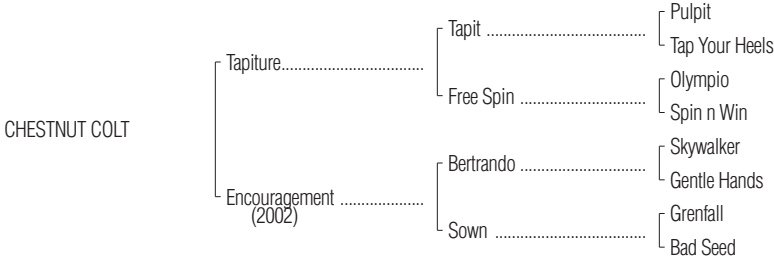 Pulpit
Tapit ........................................
Tap Your Heels
Tapiture....................................
Olympio
Free Spin ................................
Spin n Win
CHESTNUT COLT
Skywalker
Bertrando ................................
Gentle Hands
Encouragement .....................
(2002)
Grenfall
Sown ......................................
Bad Seed